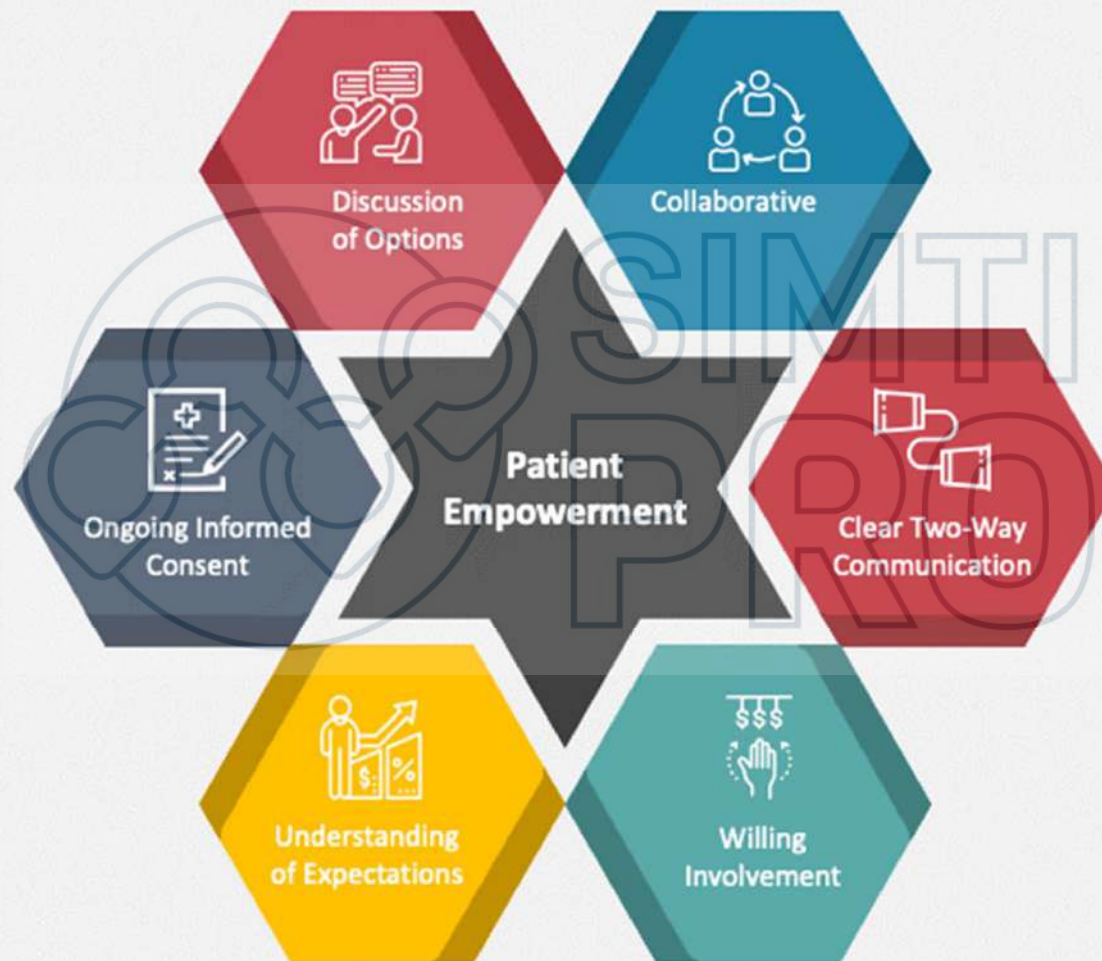 Discussion
of Options
Collaborative
SIMTI
PRO
Patient
Empowerment
Ongoing Informed
Consent
Clear Two-Way
Communication
Understanding
of Expectations
$
%
$$$
Willing
Involvement